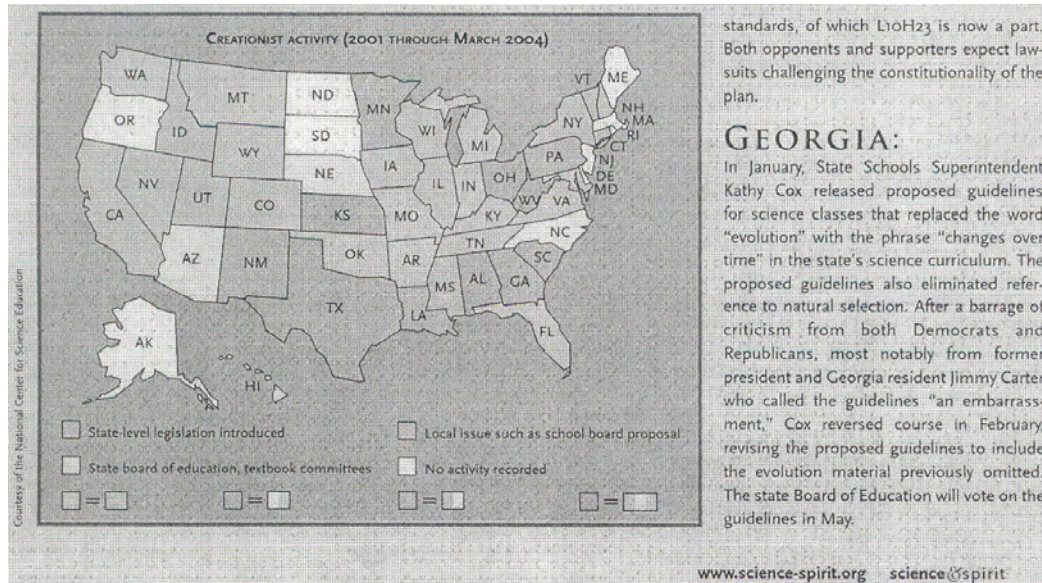 CREATIONIST ACTIVITY (2001 THROUGH MARCH 2004)
WA
MT
ND
MN
VT
ME
OR
ID
SD
WI
MI
NY
NH
MA
RI
CT
WY
IA
PA
NJ
NE
OH
DE
MD
NV
UT
CO
IL
IN
WV
VA
CA
KS
MO
KY
NC
AZ
NM
OK
AR
TN
SC
MS
AL
GA
TX
LA
FL
AK
HI
State-level legislation introduced
Local issue such as school board proposal
State board of education, textbook committees
No activity recorded
=
=
=
=
Courtesy of the National Center for Science Education
standards, of which L10H23 is now a part.
Both opponents and supporters expect law-
suits challenging the constitutionality of the
plan.
GEORGIA:
In January, State Schools Superintendent
Kathy Cox released proposed guidelines
for science classes that replaced the word
"evolution" with the phrase "changes over
time" in the state's science curriculum. The
proposed guidelines also eliminated refer-
ence to natural selection. After a barrage of
criticism from both Democrats and
Republicans, most notably from former
president and Georgia resident Jimmy Carter
who called the guidelines "an embarrass-
ment," Cox reversed course in February,
revising the proposed guidelines to include
the evolution material previously omitted.
The state Board of Education will vote on the
guidelines in May.
www.science-spirit.org science&spirit